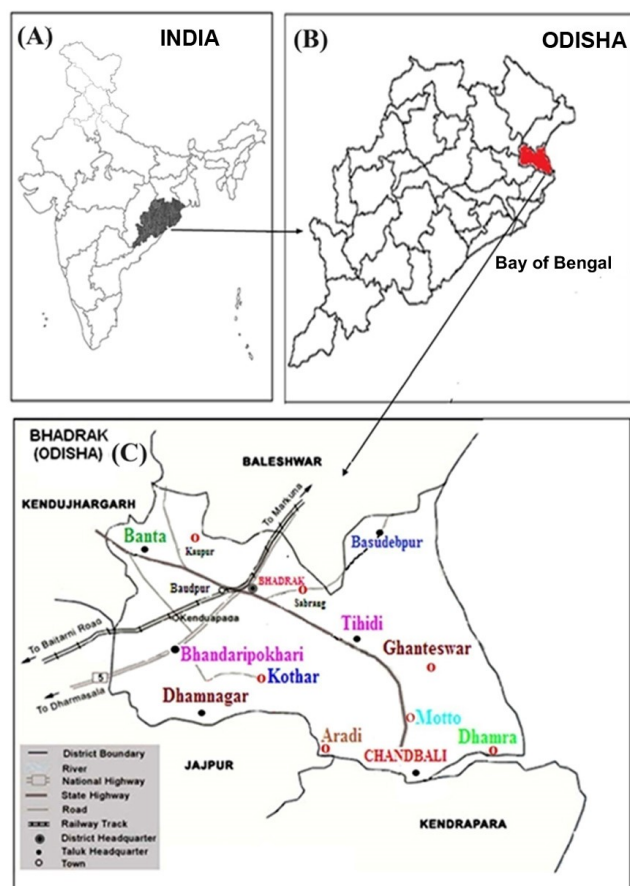 (A)
INDIA
(B)
ODISHA
Bay of Bengal
BHADRAK
(ODISHA)
(C)
BALESHWAR
KENDUJHARGARH
To Markuna
Banta
Kaupur
Basudebpur
Baudpur
BHADRAK
Sabrang
Kenduapada
To Baitarni Road
Tihidi
Bhandaripokhari
Ghanteswar
5
Kothar
To Dharmasala
Dhamnagar
Motto
Aradi
Dhamra
CHANDBALI
JAJPUR
KENDRAPARA
District Boundary
River
National Highway
State Highway
Road
Railway Track
District Headquarter
Taluk Headquarter
Town